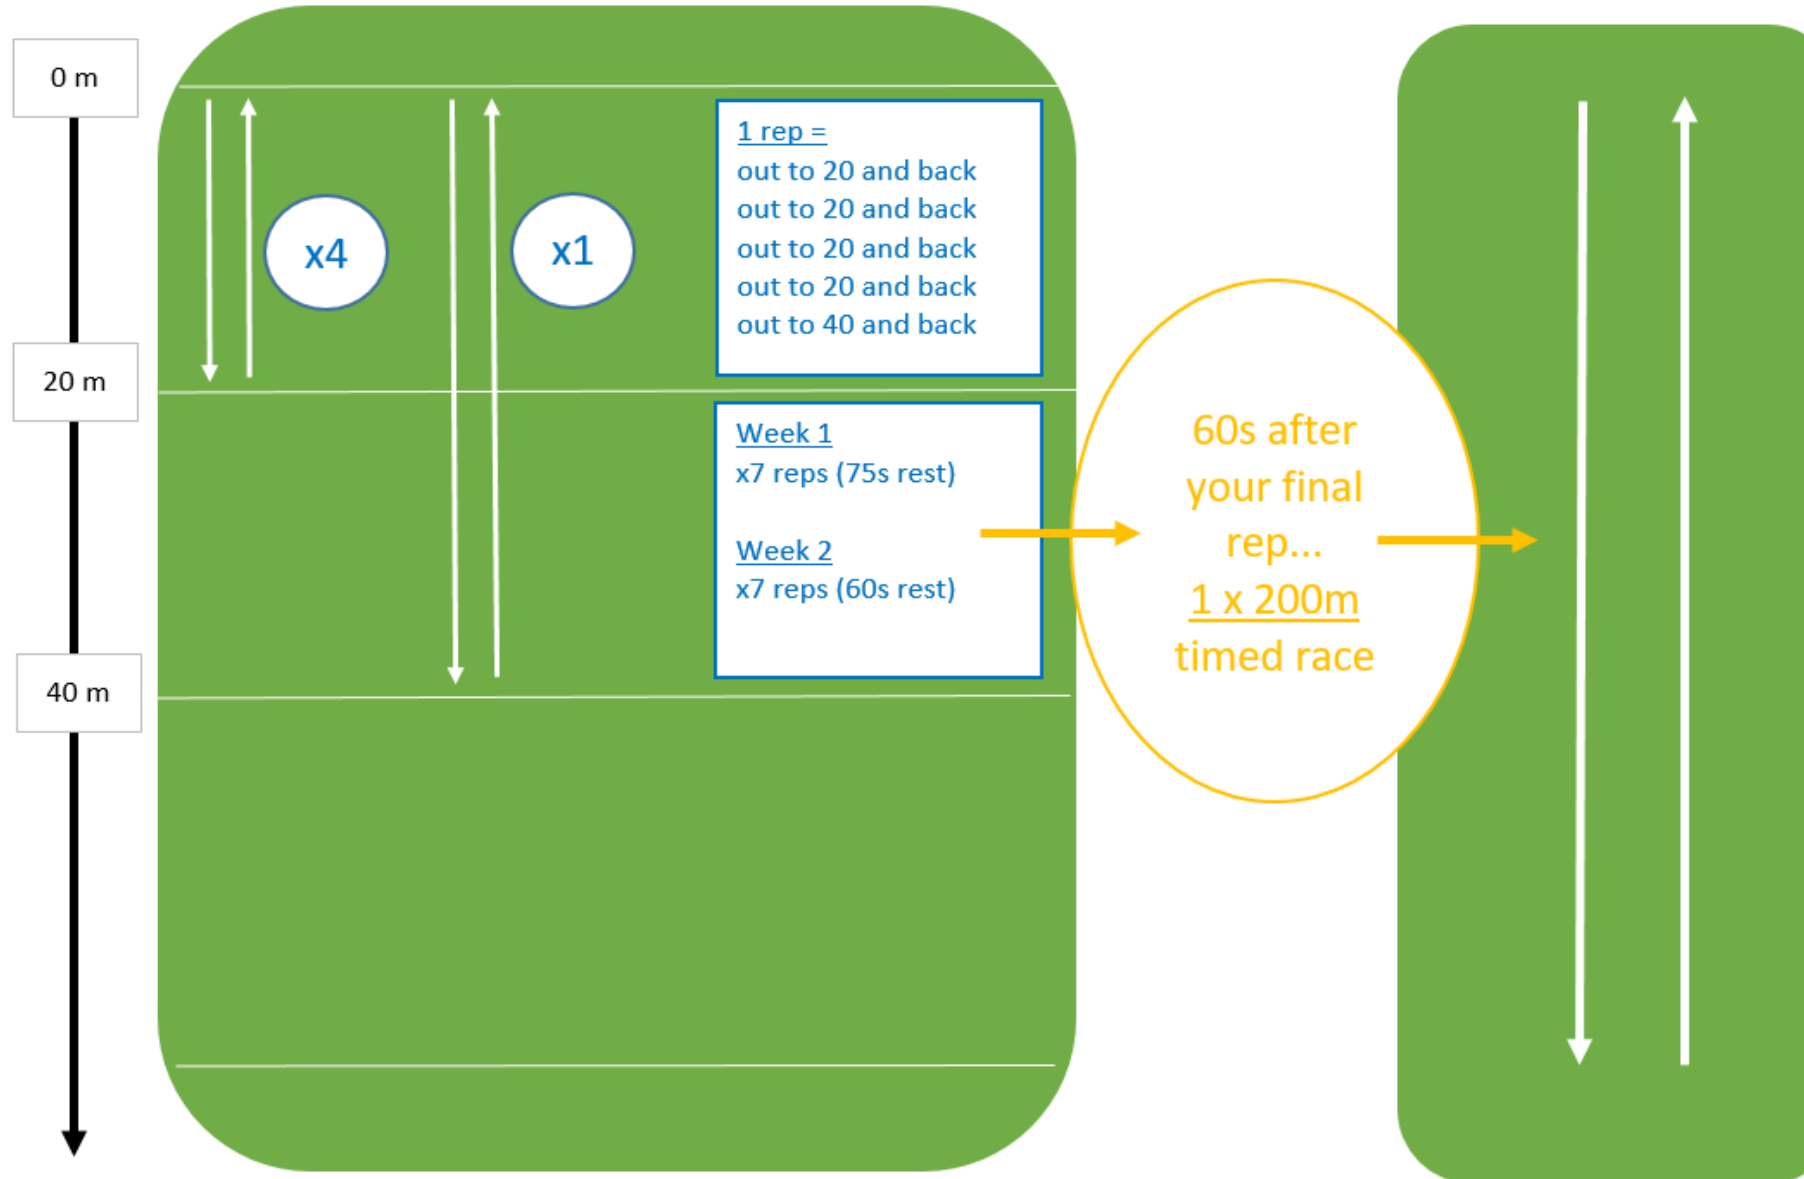 0 m
20 m
40 m
x4
x1
1 rep =
out to 20 and back
out to 20 and back
out to 20 and back
out to 20 and back
out to 40 and back
Week 1
x7 reps (75s rest)
Week 2
x7 reps (60s rest)
60s after
your final
rep...
1 x 200m
timed race